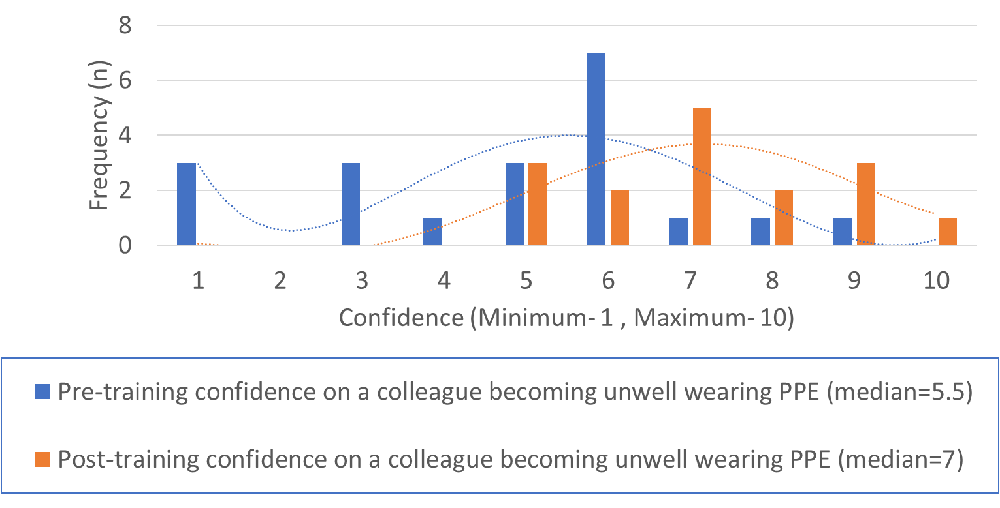 8
6
4
2
0
Frequency (n)
1 2 3 4 5 6 7 8 9 10
Confidence (Minimum- 1 , Maximum- 10)
Pre-training confidence on a colleague becoming unwell wearing PPE (median=5.5)
Post-training confidence on a colleague becoming unwell wearing PPE (median=7)